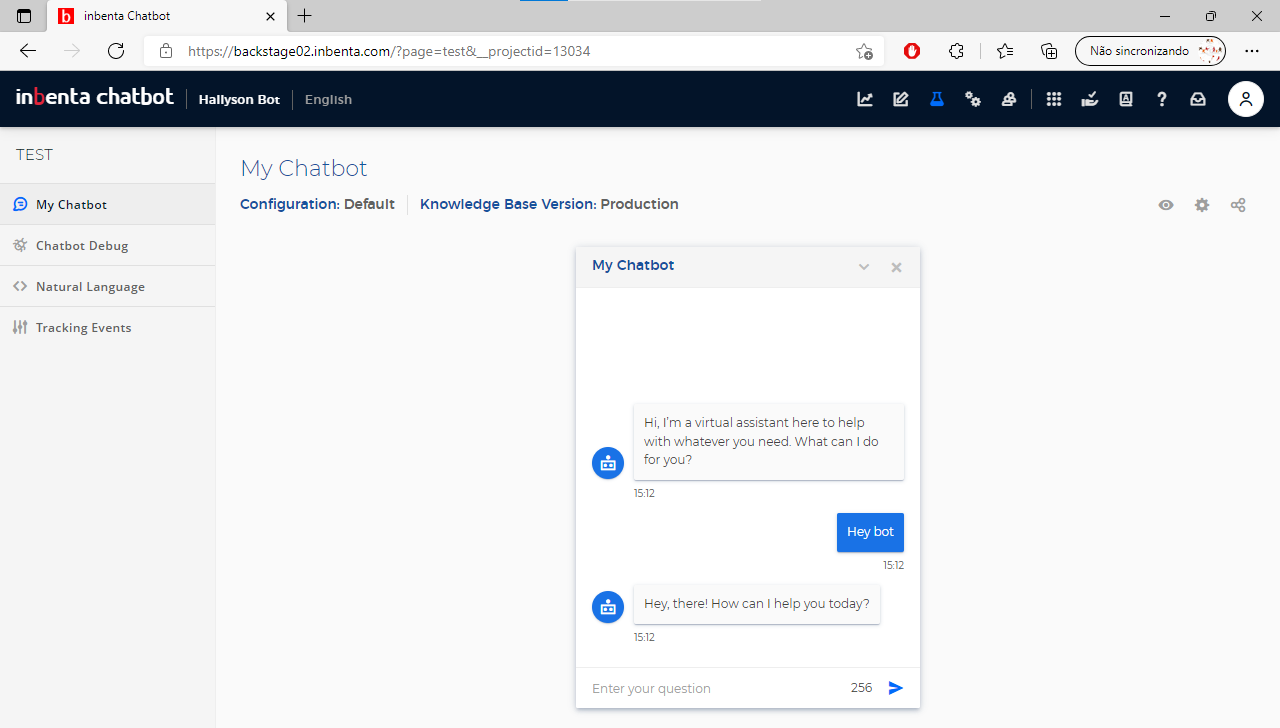 inbenta Chatbot
https://backstage02.inbenta.com/?page=test&__projectid=13034
Não sincronizando
inbenta chatbot Hallyson Bot English
TEST
My Chatbot
Chatbot Debug
Natural Language
Tracking Events
My Chatbot
Configuration: Default Knowledge Base Version: Production
My Chatbot
Hi, I'm a virtual assistant here to help
with whatever you need. What can I do
for you?
15:12
Hey bot
15:12
Hey, there! How can I help you today?
15:12
Enter your question 256